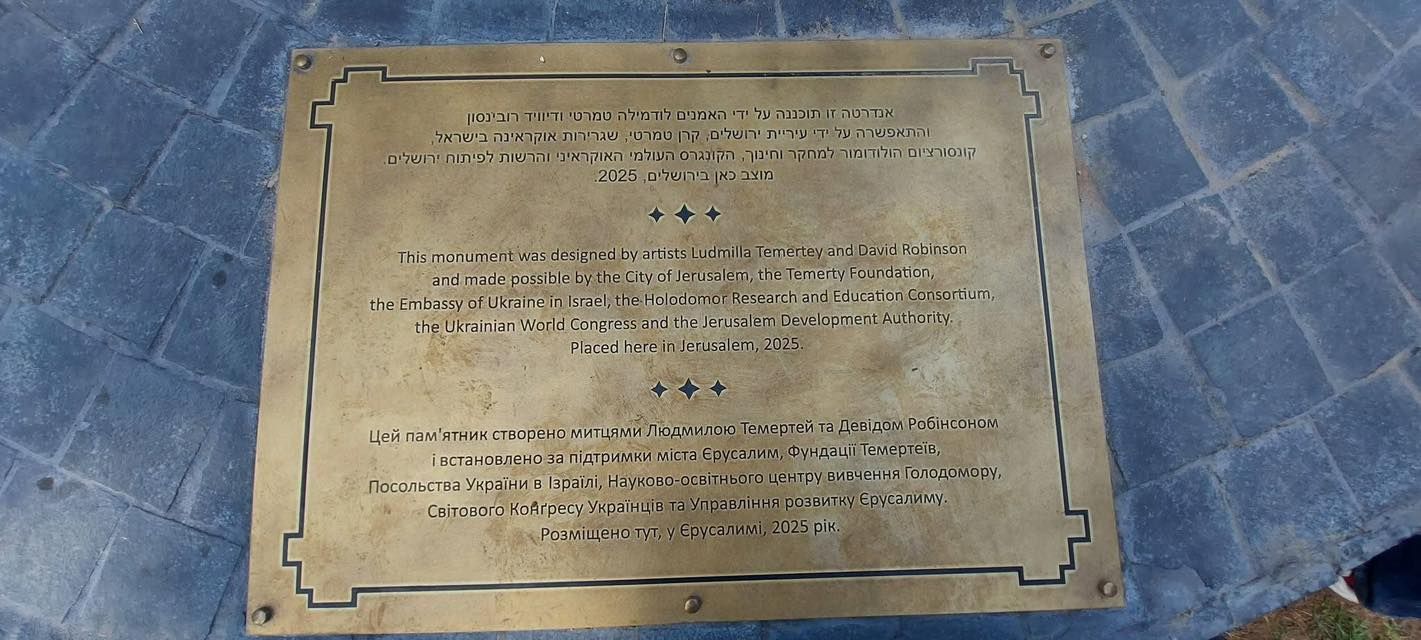 אנדרטה זו תוכננה על ידי האמנים לודמילה טמרטי ודיוויד רובינסון
והתאפשרה על ידי עיריית ירושלים, קרן טמרטי, שגרירות אוקראינה בישראל,
קונסורציום הולודומור למחקר וחינוך, הקונגרס העולמי האוקראיני והרשות לפיתוח ירושלים.
מוצב כאן בירושלים, 2025.
This monument was designed by artists Ludmilla Temertey and David Robinson
and made possible by the City of Jerusalem, the Temerty Foundation,
the Embassy of Ukraine in Israel, the Holodomor Research and Education Consortium,
the Ukrainian World Congress and the Jerusalem Development Authority.
Placed here in Jerusalem, 2025.
Цей пам'ятник створено митцями Людмилою Темертей та Девідом Робінсоном
і встановлено за підтримки міста Єрусалим, Фундації Темертеїв,
Посольства України в Ізраїлі, Науково-освітнього центру вивчення Голодомору,
Світового Конґресу Українців та Управління розвитку Єрусалиму.
Розміщено тут, у Єрусалимі, 2025 рік.